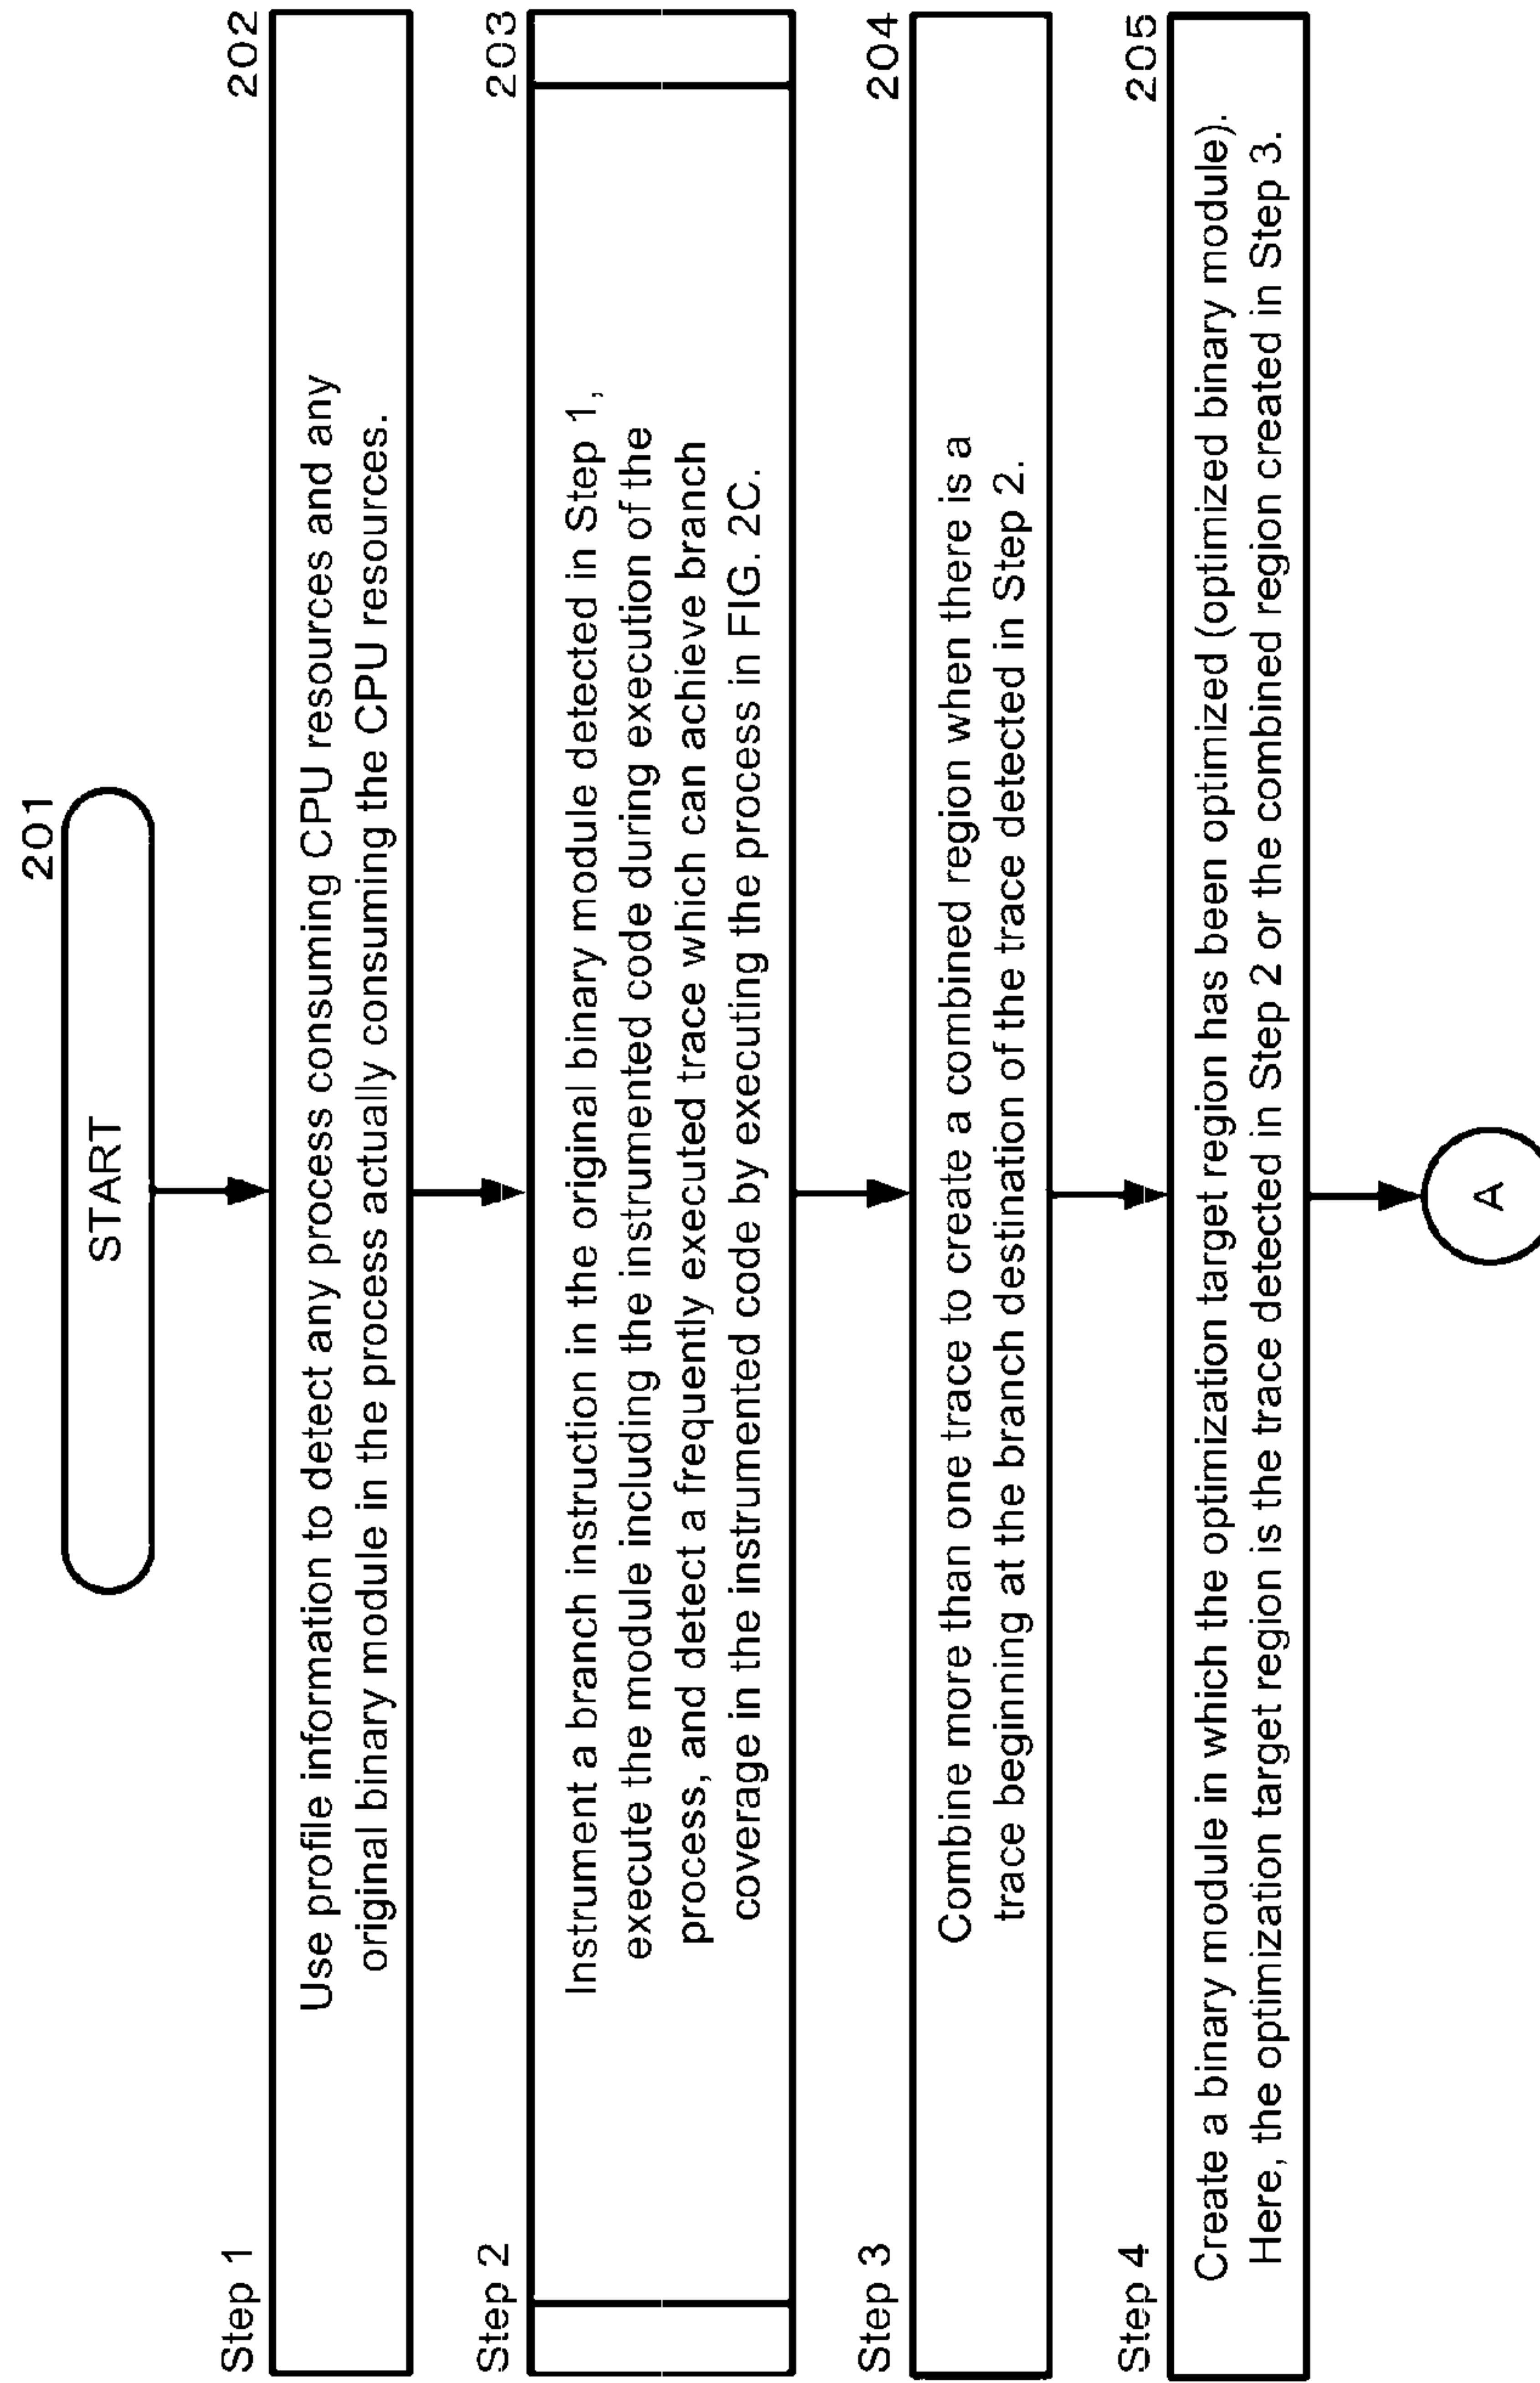 201
START
Step 1
202
Use profile information to detect any process consuming CPU resources and any
original binary module in the process actually consuming the CPU resources.
Step 2
203
Instrument a branch instruction in the original binary module detected in Step 1,
execute the module including the instrumented code during execution of the
process, and detect a frequently executed trace which can achieve branch
coverage in the instrumented code by executing the process in FIG. 2C.
Step 3
204
Combine more than one trace to create a combined region when there is a
trace beginning at the branch destination of the trace detected in Step 2.
Step 4
205
Create a binary module in which the optimization target region has been optimized (optimized binary module).
Here, the optimization target region is the trace detected in Step 2 or the combined region created in Step 3.
A